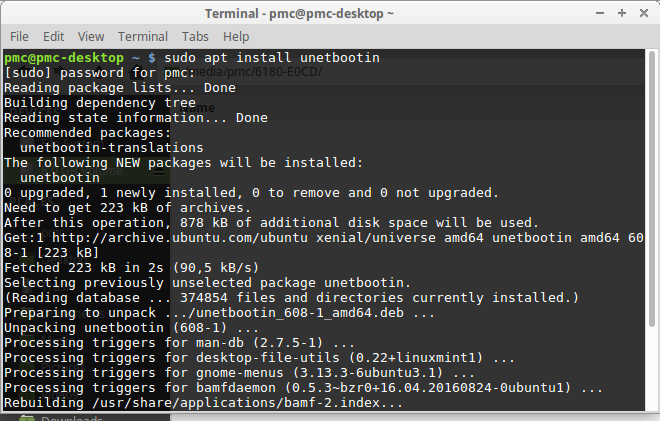 Terminal - pmc@pmc-desktop ~
File Edit View Terminal Tabs Help
pmc@pmc-desktop ~ $ sudo apt install unetbootin
[sudo] password for pmc:
/media/pmc/6180-E0CD/
Reading package lists... Done
Building dependency tree
Name
Reading state information... Done
Recommended packages:
unetbootin-translations
The following NEW packages will be installed:
unetbootin
0 upgraded, 1 newly installed, 0 to remove and 0 not upgraded.
Need to get 223 kB of archives.
After this operation, 878 kB of additional disk space will be used.
Get:1 http://archive.ubuntu.com/ubuntu xenial/universe amd64 unetbootin amd64 60
8-1 [223 kB]
Fetched 223 kB in 2s (90,5 kB/s)
Selecting previously unselected package unetbootin.
(Reading database ... 374854 files and directories currently installed.)
Preparing to unpack .../unetbootin_608-1_amd64.deb ...
Unpacking unetbootin (608-1) ...
Processing triggers for man-db (2.7.5-1) ...
Processing triggers for desktop-file-utils (0.22+linuxmint1) ...
Processing triggers for gnome-menus (3.13.3-6ubuntu3.1) ...
Processing triggers for bamfdaemon (0.5.3~bzr0+16.04.20160824-0ubuntu1) ...
Rebuilding /usr/share/applications/bamf-2.index...
Downloads